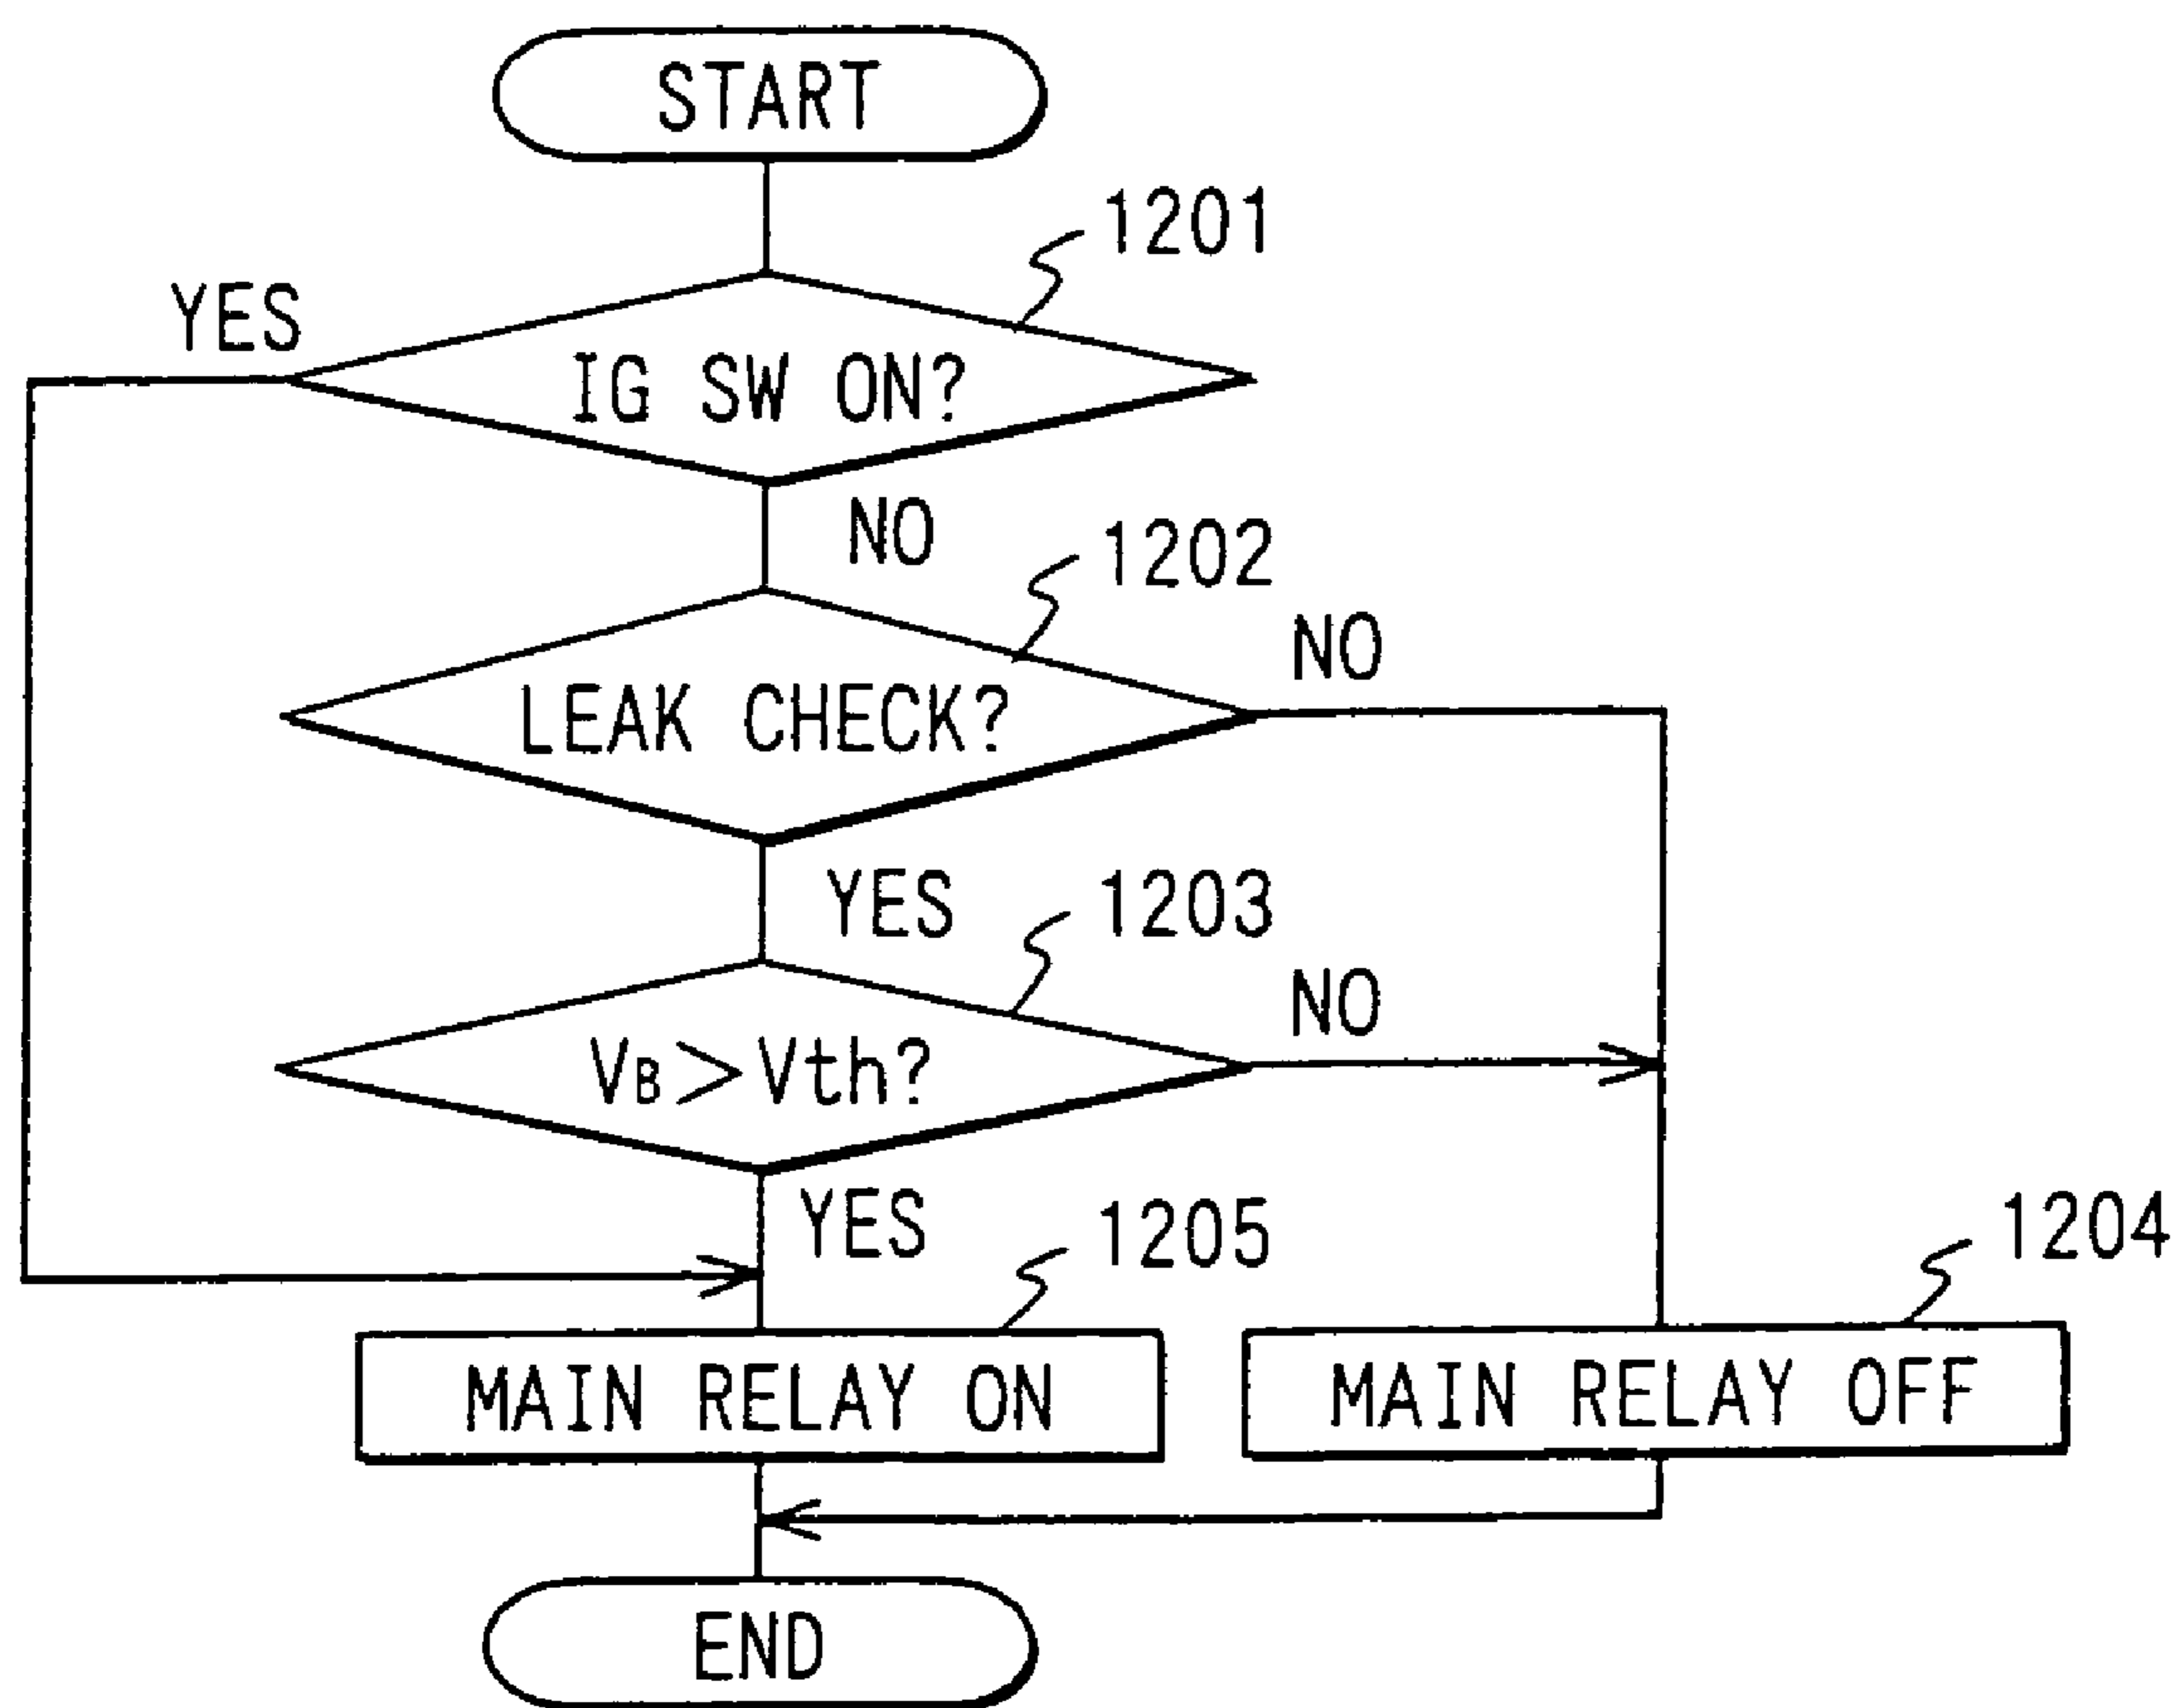 START
1201
YES
IG SW ON?
NO
1202
NO
LEAK CHECK?
YES
1203
NO
VB>Vth?
YES
1205
1204
MAIN RELAY ON
MAIN RELAY OFF
END